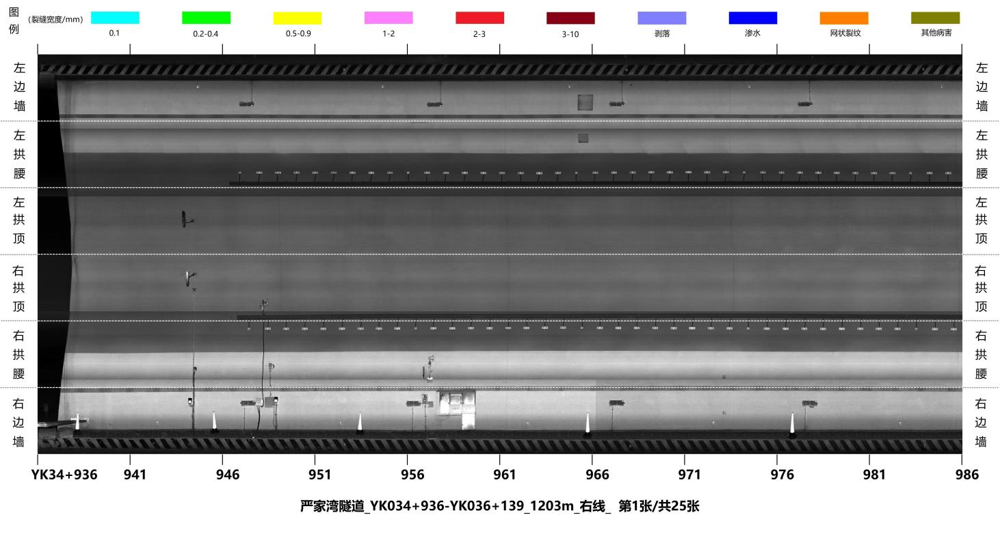 图例 (裂缝宽度/mm) 0.1 0.2-0.4 0.5-0.9 1-2 2-3 3-10 剥落 渗水 网状裂纹 其他病害
左边墙 左边墙
左拱腰 左拱腰
左拱顶 左拱顶
右拱顶 右拱顶
右拱腰 右拱腰
右边墙 右边墙
YK34+936 941 946 951 956 961 966 971 976 981 986
严家湾隧道_YK034+936-YK036+139_1203m_右线_ 第1张/共25张